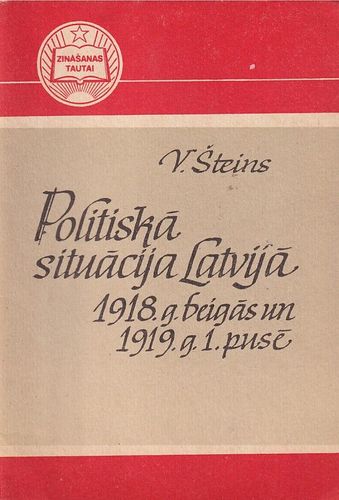 ZINĀŠANAS
TAUTAI
V. Šteins
Politiskā
situācija Latvijā
1918. g. beigās un
1919. g. 1. pusē